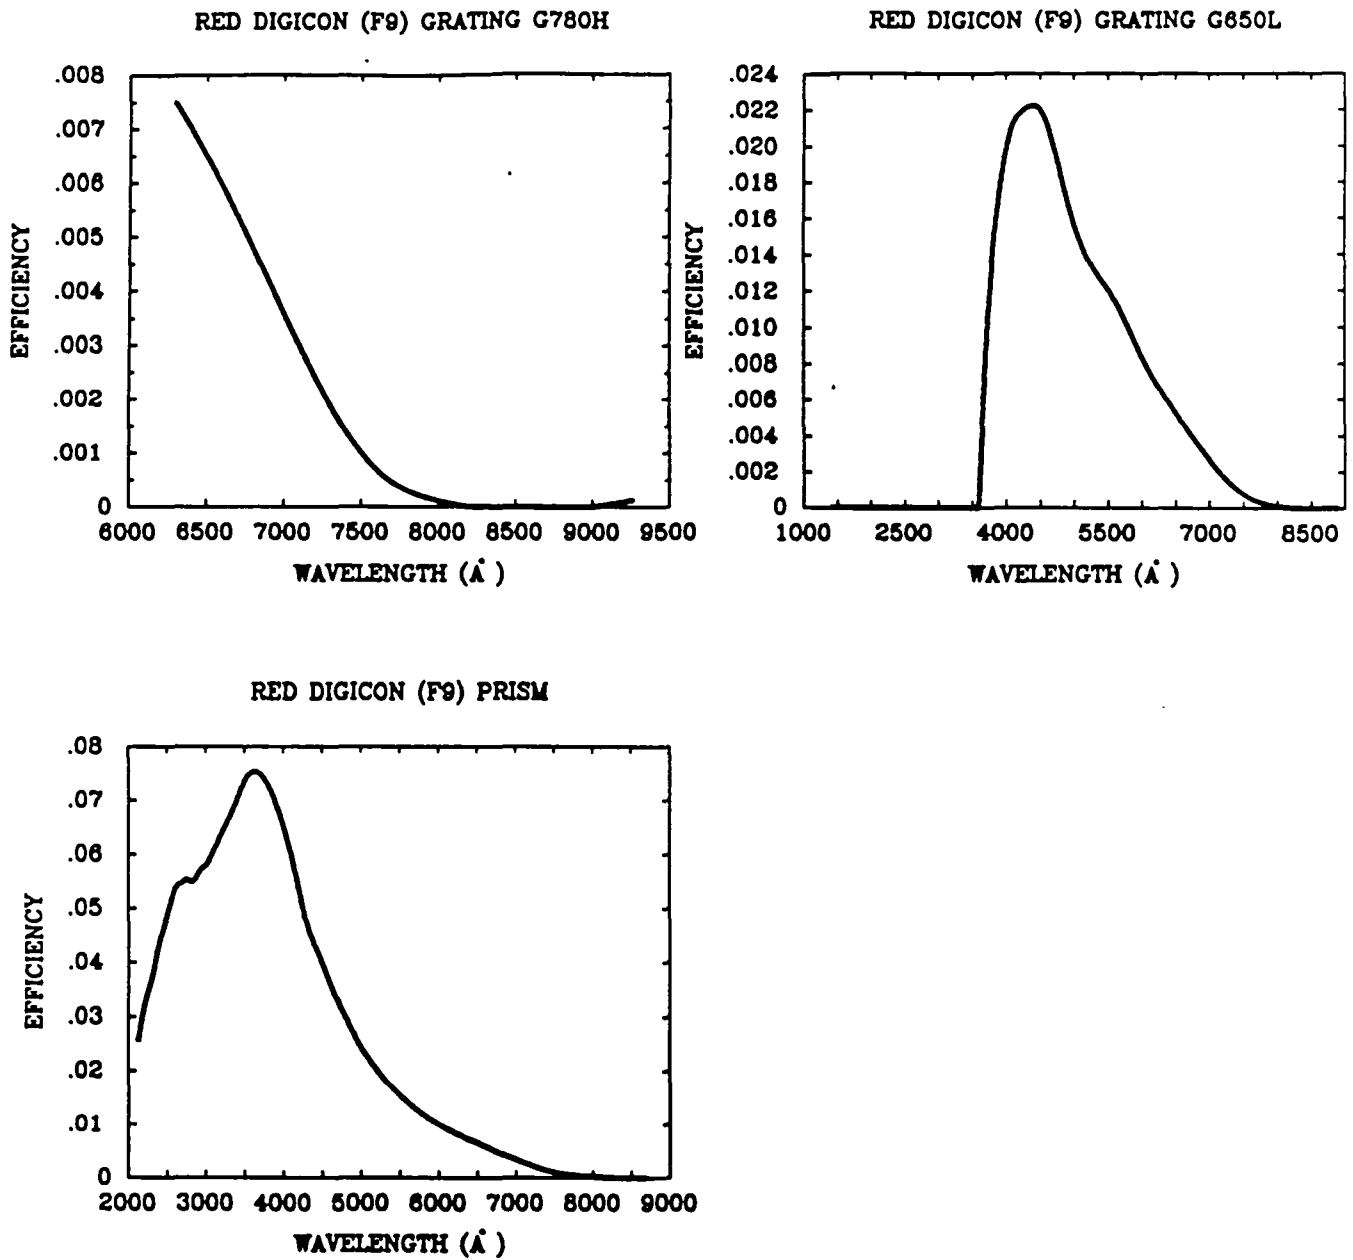 RED DIGICON (F9) GRATING G780H
.008
.007
.006
.005
.004
.003
.002
.001
0
EFFICIENCY
6000 6500 7000 7500 8000 8500 9000 9500
WAVELENGTH (Å)
RED DIGICON (F9) GRATING G650L
.024
.022
.020
.018
.016
.014
.012
.010
.008
.006
.004
.002
0
EFFICIENCY
1000 2500 4000 5500 7000 8500
WAVELENGTH (Å)
RED DIGICON (F9) PRISM
.08
.07
.06
.05
.04
.03
.02
.01
0
EFFICIENCY
2000 3000 4000 5000 6000 7000 8000 9000
WAVELENGTH (Å)